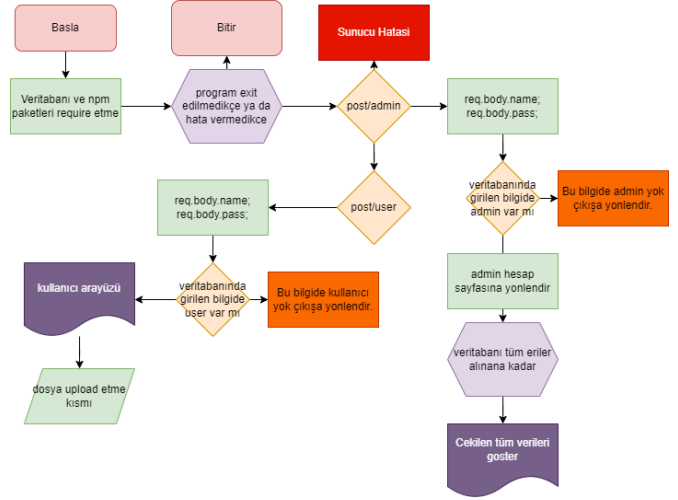 Basla
Bitir
Sunucu Hatasi
Veritabanı ve npm
paketleri require etme
program exit
edilmedikçe ya da
hata vermedikce
post/admin
req.body.name;
req.body.pass;
veritabanında
girilen bilgide
admin var mı
Bu bilgide admin yok
çıkışa yonlendir.
req.body.name;
req.body.pass;
post/user
kullanıcı arayüzü
veritabanında
girilen bilgide
user var mı
Bu bilgide kullanıcı
yok çıkışa yonlendir.
admin hesap
sayfasına yonlendir
dosya upload etme
kısmı
veritabanı tüm eriler
alınana kadar
Cekilen tüm verileri
goster